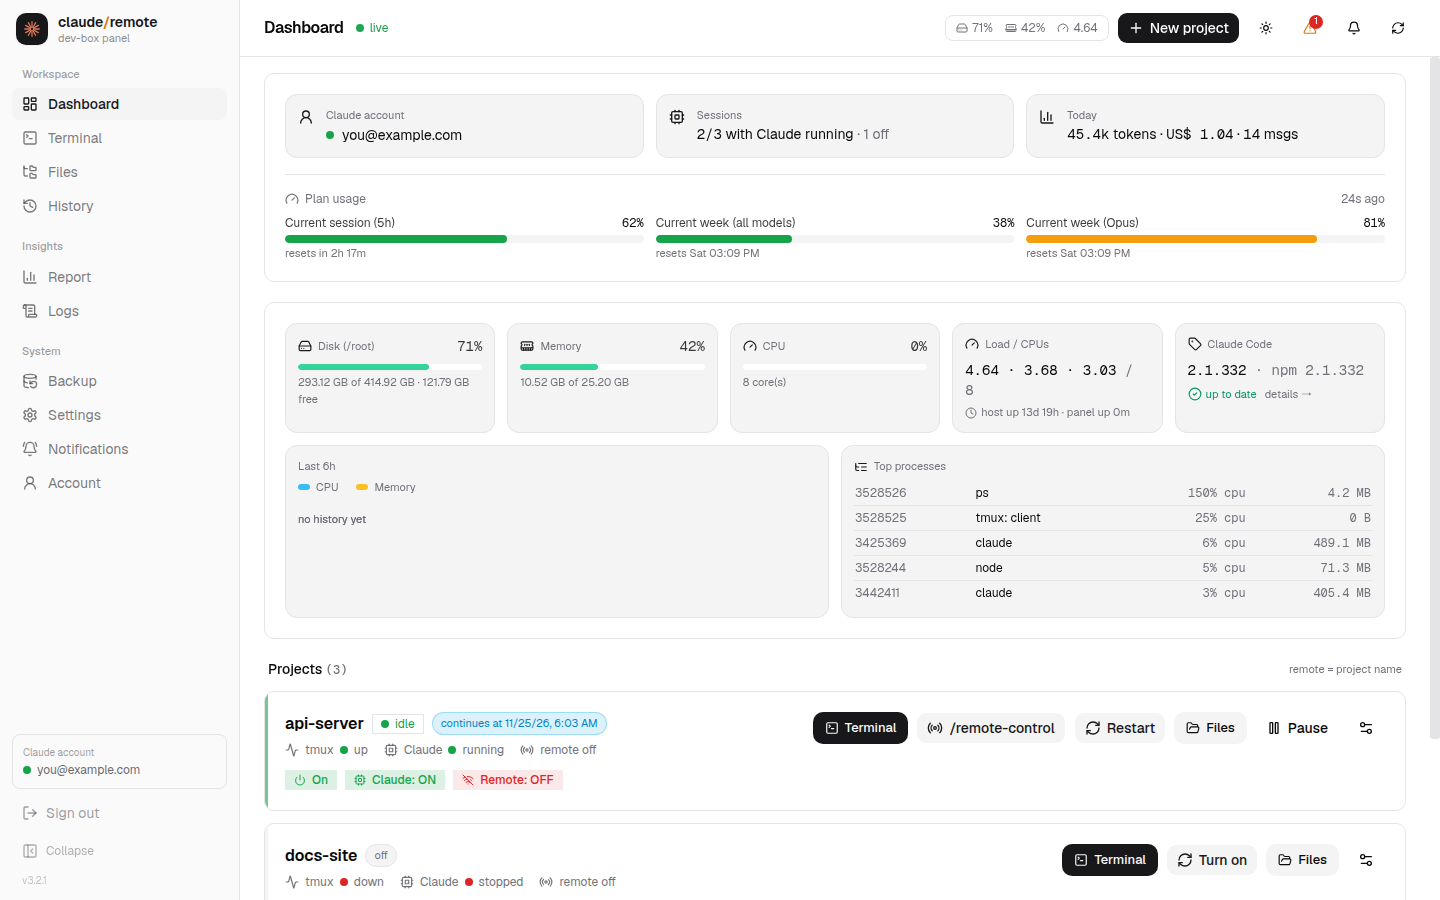 claude/remote
dev-box panel
Workspace
Dashboard
Terminal
Files
History
Insights
Report
Logs
System
Backup
Settings
Notifications
Account
Claude account
you@example.com
Sign out
Collapse
v3.2.1
Dashboard live
71% 42% 4.64
New project
1
Claude account
you@example.com
Sessions
2/3 with Claude running · 1 off
Today
45.4k tokens · US$ 1.04 · 14 msgs
Plan usage 24s ago
Current session (5h) 62%
resets in 2h 17m
Current week (all models) 38%
resets Sat 03:09 PM
Current week (Opus) 81%
resets Sat 03:09 PM
Disk (/root) 71%
293.12 GB of 414.92 GB · 121.79 GB
free
Memory 42%
10.52 GB of 25.20 GB
CPU 0%
8 core(s)
Load / CPUs
4.64 · 3.68 · 3.03 /
8
host up 13d 19h · panel up 0m
Claude Code
2.1.332 · npm 2.1.332
up to date details →
Last 6h
CPU Memory
no history yet
Top processes
3528526 ps 150% cpu 4.2 MB
3528525 tmux: client 25% cpu 0 B
3425369 claude 6% cpu 489.1 MB
3528244 node 5% cpu 71.3 MB
3442411 claude 3% cpu 405.4 MB
Projects (3) remote = project name
api-server idle continues at 11/25/26, 6:03 AM
tmux up Claude running remote off
On Claude: ON Remote: OFF
Terminal /remote-control Restart Files Pause
docs-site off
tmux down Claude stopped remote off
Terminal Turn on Files